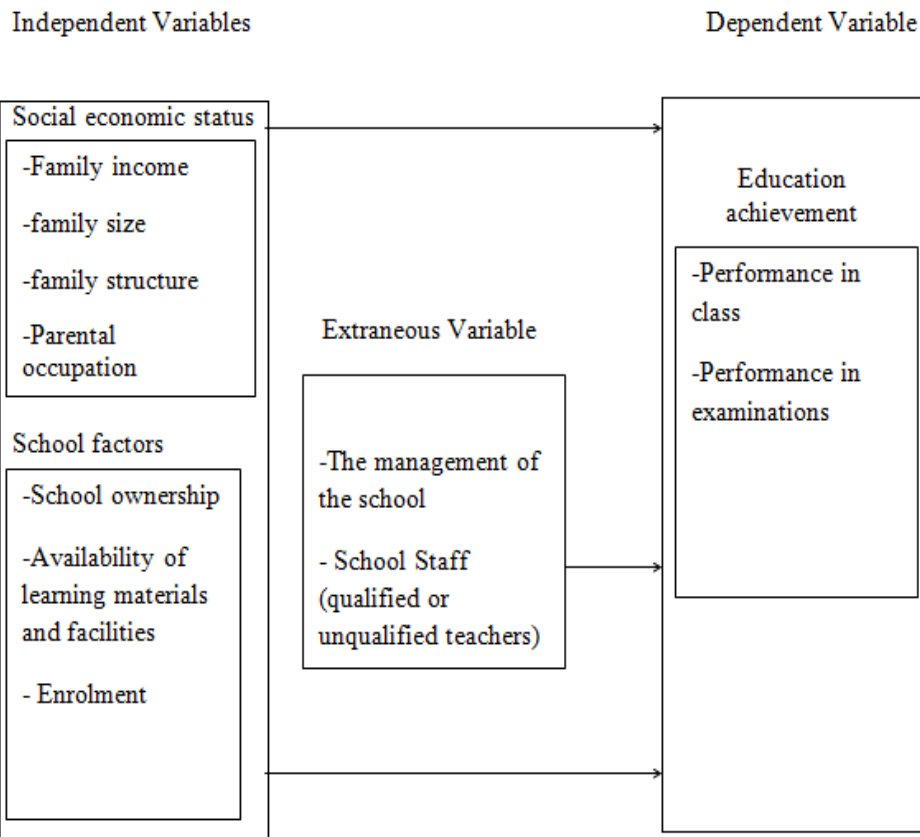 Independent Variables
Dependent Variable
Social economic status
-Family income
-family size
-family structure
-Parental
occupation
School factors
-School ownership
-Availability of
learning materials
and facilities
- Enrolment
Extraneous Variable
-The management of
the school
- School Staff
(qualified or
unqualified teachers)
Education
achievement
-Performance in
class
-Performance in
examinations